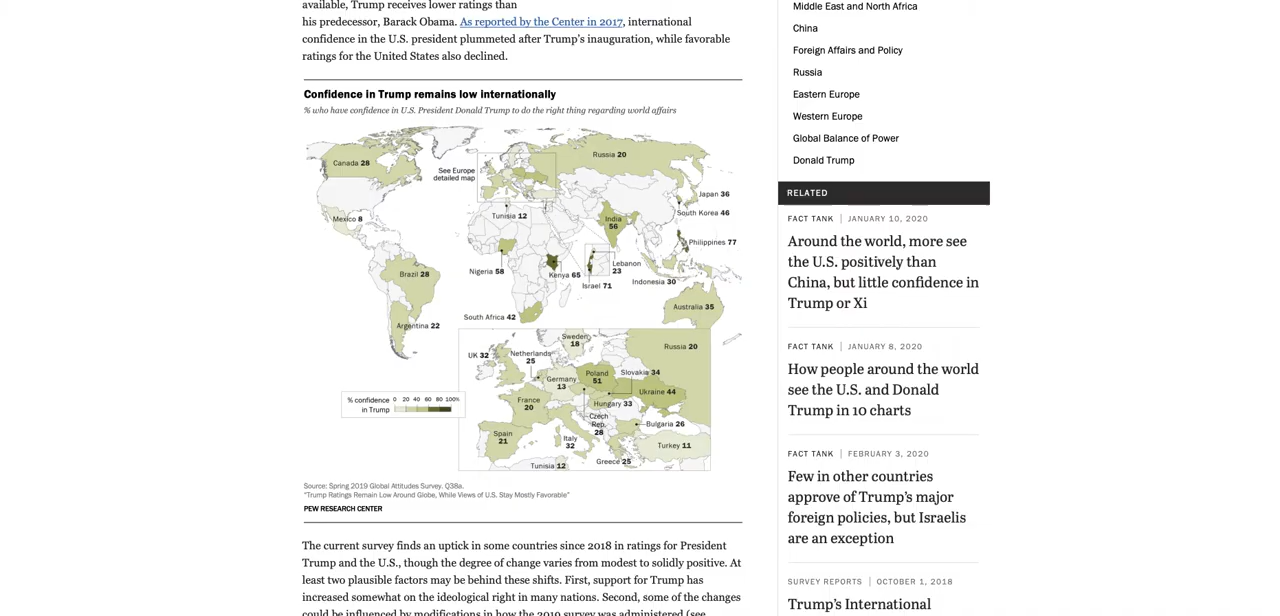 available, Trump receives lower ratings than
his predecessor, Barack Obama. As reported by the Center in 2017, international
confidence in the U.S. president plummeted after Trump's inauguration, while favorable
ratings for the United States also declined.
Confidence in Trump remains low internationally
% who have confidence in U.S. President Donald Trump to do the right thing regarding world affairs
Canada 28
Russia 20
See Europe
detailed map
Japan 36
South Korea 46
Mexico 8
Tunisia 12
India
56
Philippines 77
Nigeria 58
Kenya 65
Lebanon
23
Israel 71
Indonesia 30
Brazil 28
Australia 35
South Africa 42
Argentina 22
Sweden
18
Russia 20
UK 32
Netherlands
25
Germany
13
Poland
51
Slovakia 34
Ukraine 44
Hungary 33
France
20
Czech
Rep.
28
Bulgaria 26
Spain
21
Italy
32
Turkey 11
Greece 25
Tunisia 12
% confidence
in Trump
0 20 40 60 80 100%
Source: Spring 2019 Global Attitudes Survey. Q38a.
"Trump Ratings Remain Low Around Globe, While Views of U.S. Stay Mostly Favorable"
PEW RESEARCH CENTER
The current survey finds an uptick in some countries since 2018 in ratings for President
Trump and the U.S., though the degree of change varies from modest to solidly positive. At
least two plausible factors may be behind these shifts. First, support for Trump has
increased somewhat on the ideological right in many nations. Second, some of the changes
could be influenced by modifications in how the 2019 survey was administered (see
Middle East and North Africa
China
Foreign Affairs and Policy
Russia
Eastern Europe
Western Europe
Global Balance of Power
Donald Trump
RELATED
FACT TANK | JANUARY 10, 2020
Around the world, more see
the U.S. positively than
China, but little confidence in
Trump or Xi
FACT TANK | JANUARY 8, 2020
How people around the world
see the U.S. and Donald
Trump in 10 charts
FACT TANK | FEBRUARY 3, 2020
Few in other countries
approve of Trump's major
foreign policies, but Israelis
are an exception
SURVEY REPORTS | OCTOBER 1, 2018
Trump's International